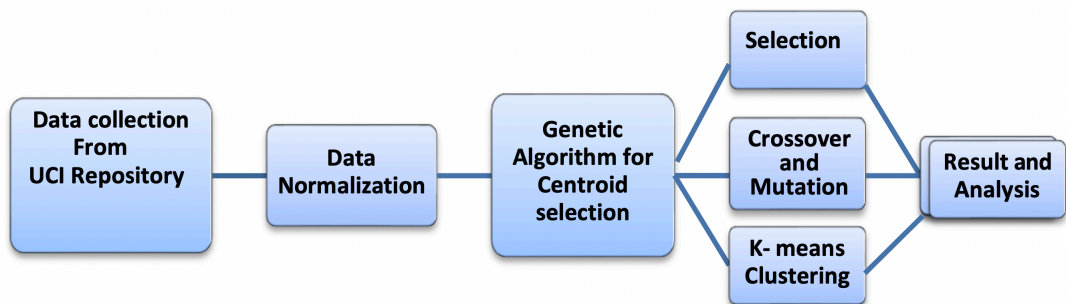 Data collection
From
UCI Repository
Data
Normalization
Genetic
Algorithm for
Centroid
selection
Selection
Crossover
and
Mutation
K- means
Clustering
Result and
Analysis